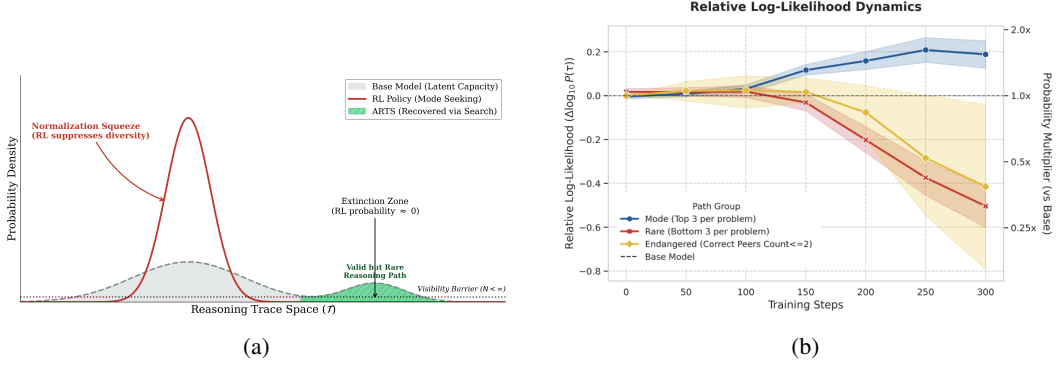 Base Model (Latent Capacity)
RL Policy (Mode Seeking)
ARTS (Recovered via Search)
Normalization Squeeze
(RL suppresses diversity)
Extinction Zone
(RL probability ≈ 0)
Valid but Rare
Reasoning Path
Visibility Barrier (N < ∞)
Probability Density
Reasoning Trace Space (𝒯)
(a)
Relative Log-Likelihood Dynamics
Relative Log-Likelihood (Δlog₁₀ P(τ))
0.2
0.0
−0.2
−0.4
−0.6
−0.8
2.0x
1.0x
0.5x
0.25x
Probability Multiplier (vs Base)
Path Group
Mode (Top 3 per problem)
Rare (Bottom 3 per problem)
Endangered (Correct Peers Count<=2)
Base Model
0 50 100 150 200 250 300
Training Steps
(b)